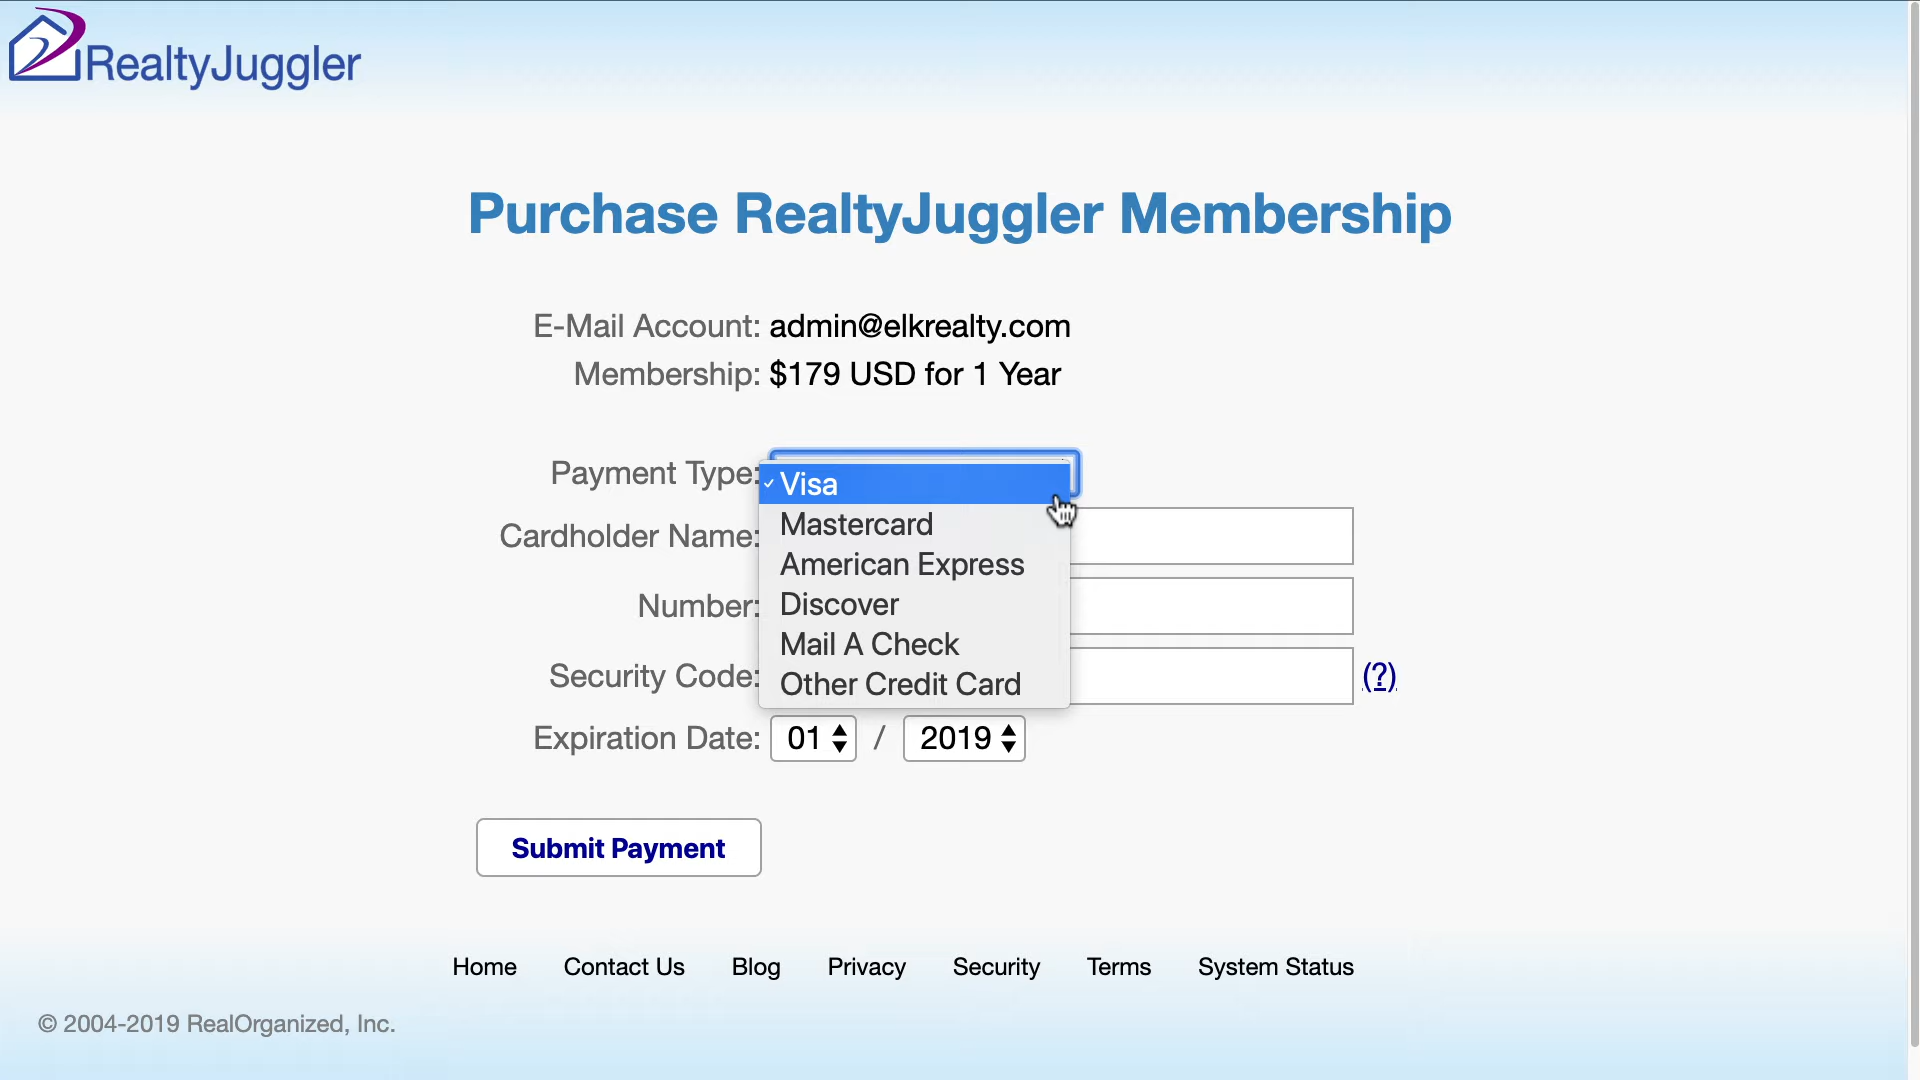 RealtyJuggler
Purchase RealtyJuggler Membership
E-Mail Account: admin@elkrealty.com
Membership: $179 USD for 1 Year
Payment Type:
✓ Visa
Mastercard
American Express
Discover
Mail A Check
Other Credit Card
Cardholder Name:
Number:
Security Code: (?)
Expiration Date: 01 / 2019
Submit Payment
Home Contact Us Blog Privacy Security Terms System Status
© 2004-2019 RealOrganized, Inc.